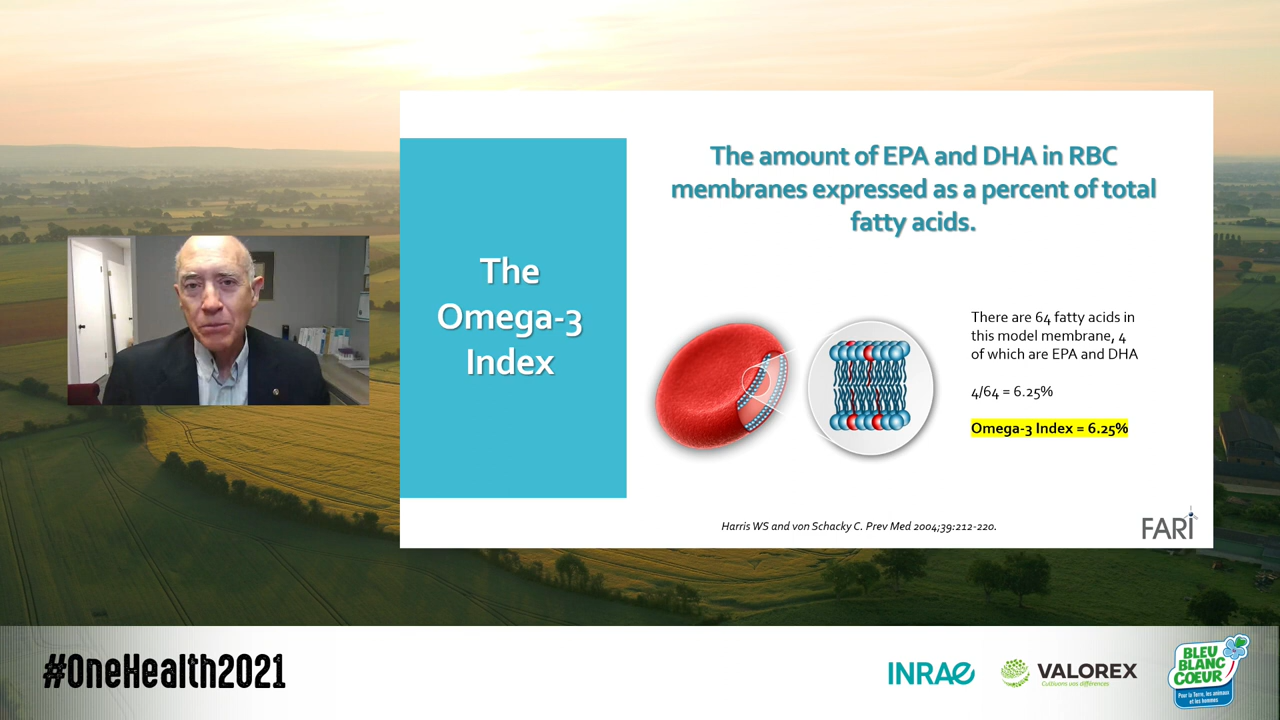 The amount of EPA and DHA in RBC
membranes expressed as a percent of total
fatty acids.
The
Omega-3
Index
There are 64 fatty acids in
this model membrane, 4
of which are EPA and DHA
4/64 = 6.25%
Omega-3 Index = 6.25%
Harris WS and von Schacky C. Prev Med 2004;39:212-220.
FARI
#OneHealth2021
INRAE
VALOREX
Cultivons vos différences
BLEU
BLANC
COEUR
Pour la Terre, les animaux
et les hommes